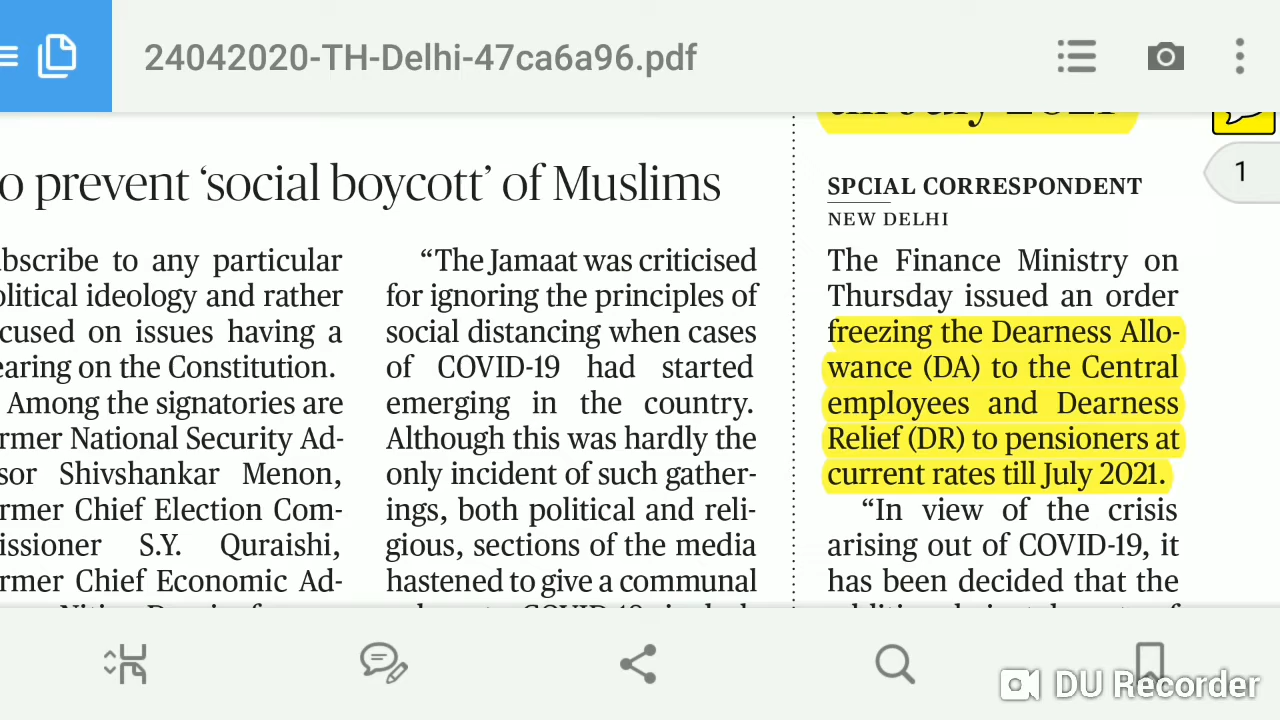 24042020-TH-Delhi-47ca6a96.pdf
till July 2021
1
o prevent ‘social boycott’ of Muslims
bscribe to any particular
olitical ideology and rather
cused on issues having a
earing on the Constitution.
Among the signatories are
rmer National Security Ad-
sor Shivshankar Menon,
rmer Chief Election Com-
issioner S.Y. Quraishi,
rmer Chief Economic Ad-
“The Jamaat was criticised
for ignoring the principles of
social distancing when cases
of COVID-19 had started
emerging in the country.
Although this was hardly the
only incident of such gather-
ings, both political and reli-
gious, sections of the media
hastened to give a communal
SPCIAL CORRESPONDENT
NEW DELHI
The Finance Ministry on
Thursday issued an order
freezing the Dearness Allo-
wance (DA) to the Central
employees and Dearness
Relief (DR) to pensioners at
current rates till July 2021.
“In view of the crisis
arising out of COVID-19, it
has been decided that the
DU Recorder